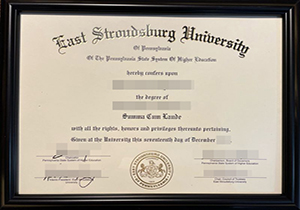 East Stroudsburg University
Of Pennsylvania
Of The Pennsylvania State System Of Higher Education
hereby confers upon
the degree of
Summa Cum Laude
with all the rights, honors and privileges thereunto pertaining.
Given at the University this seventeenth day of December